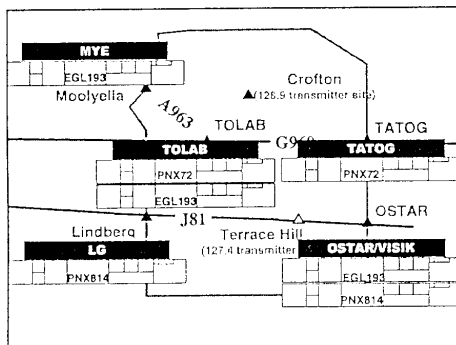 MYE
EGL193
Moolyella
Crofton
(126.9 transmitter site)
A963
TOLAB
TATOG
G969
TOLAB
TATOG
PNX72
PNX72
EGL193
J81
OSTAR
Lindberg
Terrace Hill
(127.4 transmitter
LG
OSTAR/VISIK
PNX814
EGL193
PNX814